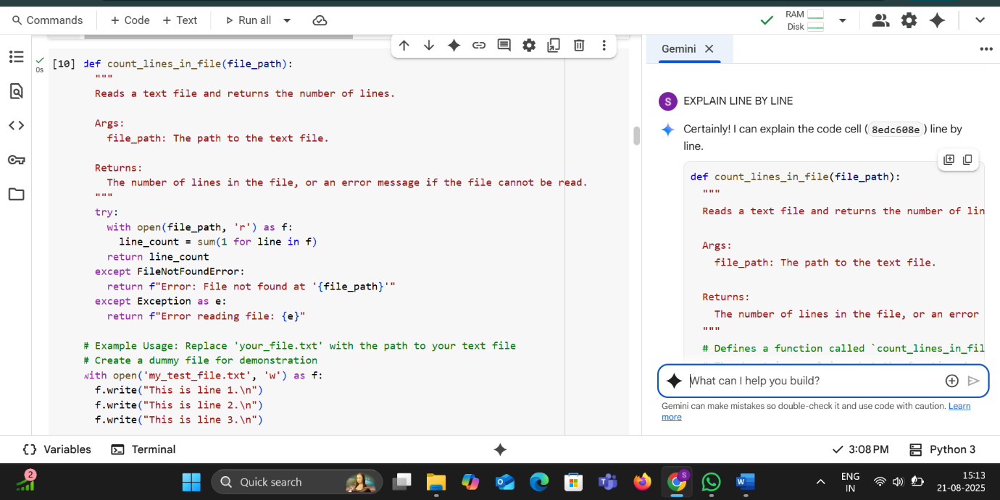 Commands + Code + Text Run all RAM Disk
Gemini
[10] def count_lines_in_file(file_path):
0s
"""
Reads a text file and returns the number of lines.
Args:
file_path: The path to the text file.
Returns:
The number of lines in the file, or an error message if the file cannot be read.
"""
try:
with open(file_path, 'r') as f:
line_count = sum(1 for line in f)
return line_count
except FileNotFoundError:
return f"Error: File not found at '{file_path}'"
except Exception as e:
return f"Error reading file: {e}"
# Example Usage: Replace 'your_file.txt' with the path to your text file
# Create a dummy file for demonstration
with open('my_test_file.txt', 'w') as f:
f.write("This is line 1.\n")
f.write("This is line 2.\n")
f.write("This is line 3.\n")
S EXPLAIN LINE BY LINE
Certainly! I can explain the code cell ( 8edc608e ) line by
line.
def count_lines_in_file(file_path):
"""
Reads a text file and returns the number of lin
Args:
file_path: The path to the text file.
Returns:
The number of lines in the file, or an error
"""
# Defines a function called `count_lines_in_fil
What can I help you build?
Gemini can make mistakes so double-check it and use code with caution. Learn
more
{} Variables Terminal 3:08 PM Python 3
2 Quick search S W ENG IN 15:13
21-08-2025